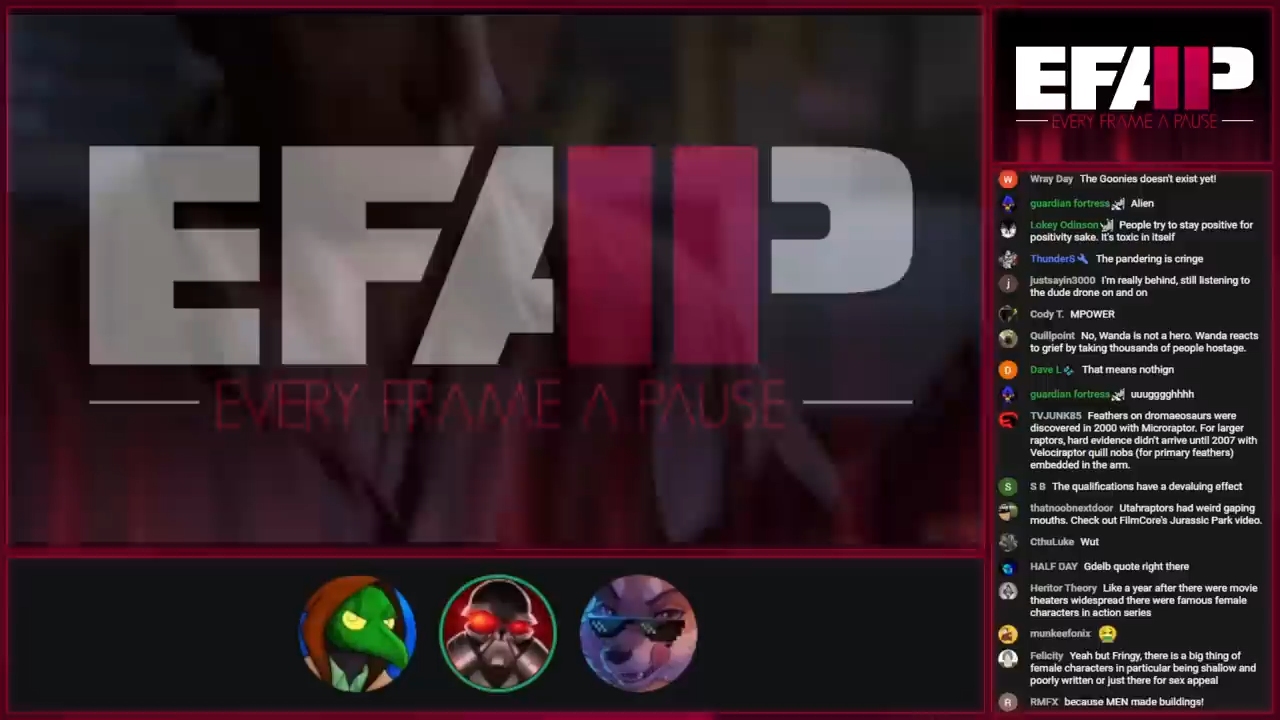 EFAP
EVERY FRAME A PAUSE
EFAP
EVERY FRAME A PAUSE
W
Wray Day The Goonies doesn't exist yet!
guardian fortress Alien
Lokey Odinson People try to stay positive for
positivity sake. It's toxic in itself
ThunderS The pandering is cringe
j
justsayin3000 I'm really behind, still listening to
the dude drone on and on
Cody T. MPOWER
Quillpoint No, Wanda is not a hero. Wanda reacts
to grief by taking thousands of people hostage.
D
Dave L That means nothign
guardian fortress uuugggghhhh
TVJUNK85 Feathers on dromaeosaurs were
discovered in 2000 with Microraptor. For larger
raptors, hard evidence didn't arrive until 2007 with
Velociraptor quill nobs (for primary feathers)
embedded in the arm.
S
S B The qualifications have a devaluing effect
thatnoobnextdoor Utahraptors had weird gaping
mouths. Check out FilmCore's Jurassic Park video.
CthuLuke Wut
HALF DAY Gdelb quote right there
Heritor Theory Like a year after there were movie
theaters widespread there were famous female
characters in action series
munkeefonix
Felicity Yeah but Fringy, there is a big thing of
female characters in particular being shallow and
poorly written or just there for sex appeal
R
RMFX because MEN made buildings!